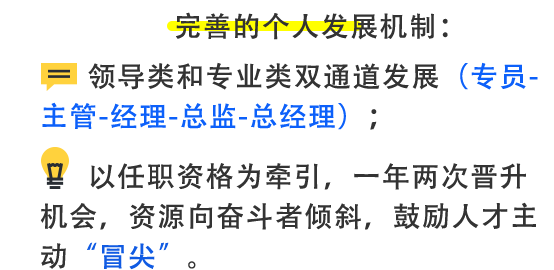 完善的个人发展机制：
领导类和专业类双通道发展（专员-
主管-经理-总监-总经理）；
以任职资格为牵引，一年两次晋升
机会，资源向奋斗者倾斜，鼓励人才主
动“冒尖”。